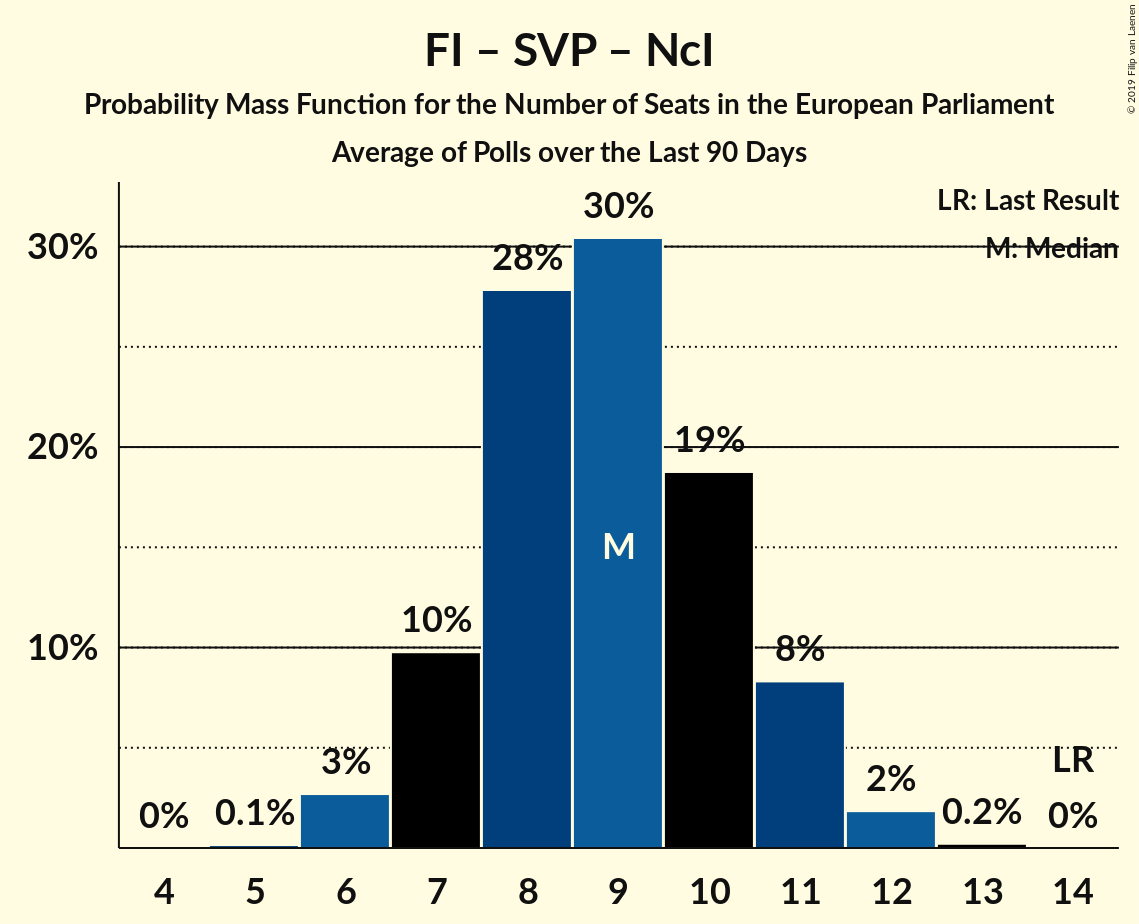 FI – SVP – NcI
Probability Mass Function for the Number of Seats in the European Parliament
Average of Polls over the Last 90 Days
© 2019 Filip van Laenen
LR: Last Result
M: Median
30%
20%
10%
0%
0.1%
3%
10%
28%
30%
M
19%
8%
2%
0.2%
LR
0%
4 5 6 7 8 9 10 11 12 13 14